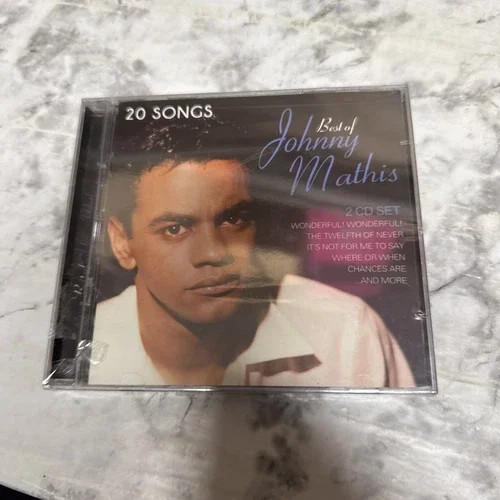 20 SONGS
Best of
Johnny
Mathis
2 CD SET
WONDERFUL! WONDERFUL!
THE TWELFTH OF NEVER
IT'S NOT FOR ME TO SAY
WHERE OR WHEN
CHANCES ARE
...AND MORE